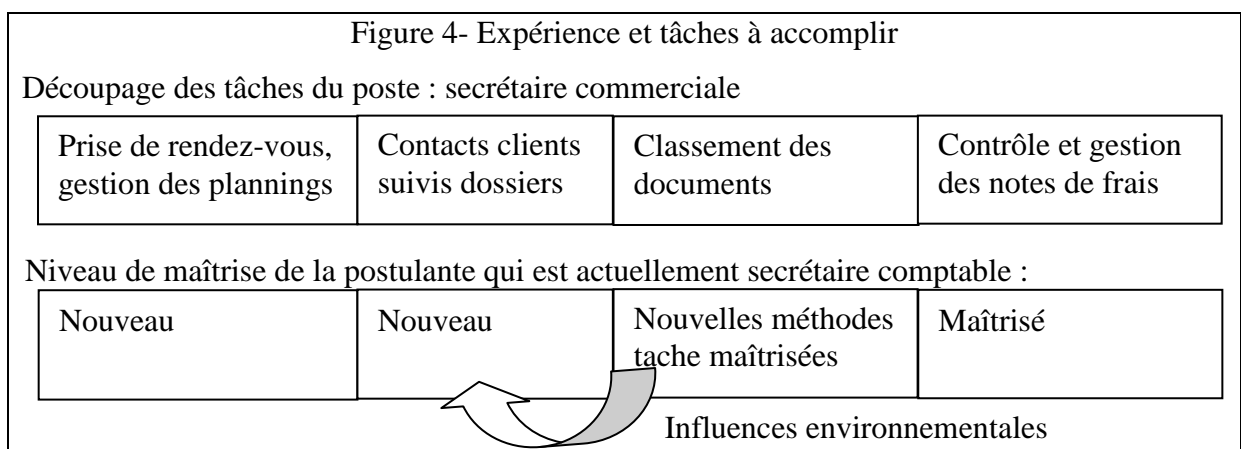 Figure 4- Expérience et tâches à accomplir
Découpage des tâches du poste : secrétaire commerciale
Prise de rendez-vous,
gestion des plannings
Contacts clients
suivis dossiers
Classement des
documents
Contrôle et gestion
des notes de frais
Niveau de maîtrise de la postulante qui est actuellement secrétaire comptable :
Nouveau
Nouveau
Nouvelles méthodes
tache maîtrisées
Maîtrisé
Influences environnementales